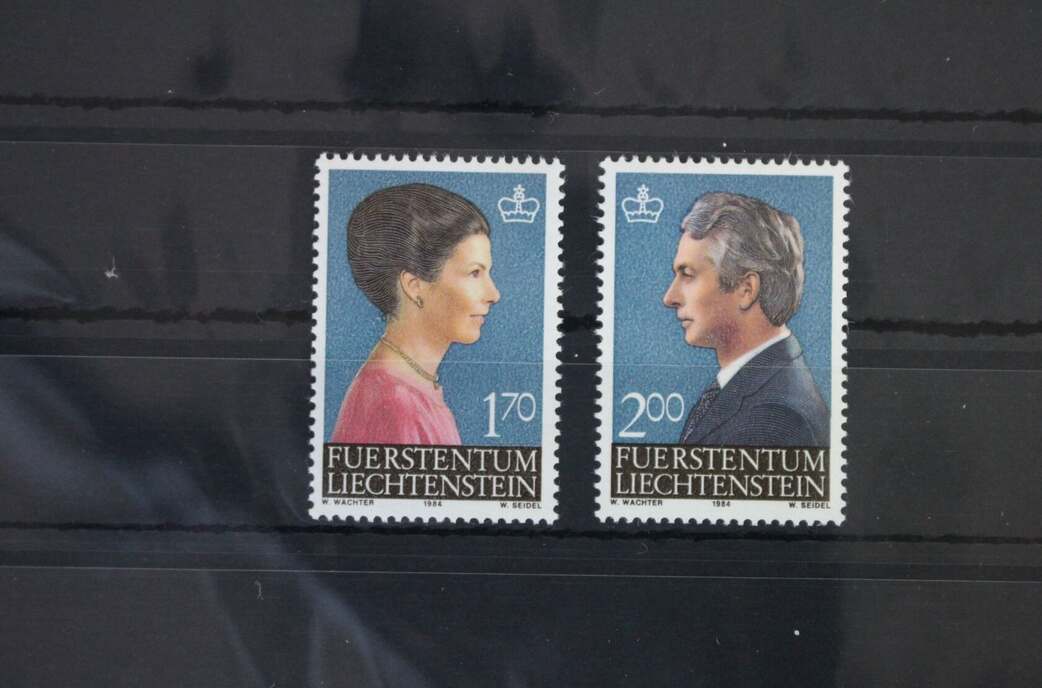 1 70
FUERSTENTUM
LIECHTENSTEIN
W. WACHTER 1984 W. SEIDEL
2 00
FUERSTENTUM
LIECHTENSTEIN
W. WACHTER 1984 W. SEIDEL